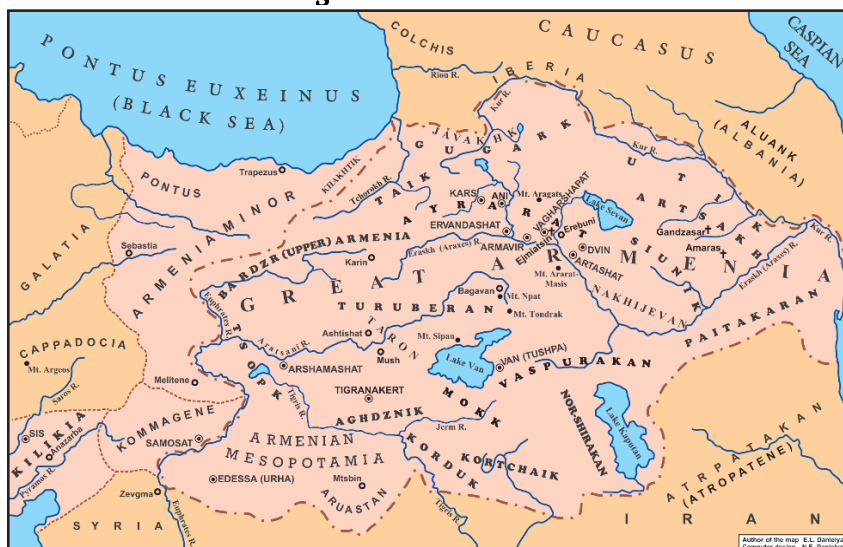 PONTUS EUXEINUS
(BLACK SEA)
COLCHIS
CAUCASUS
CASPIAN
SEA
Rion R.
IBERIA
Kur R.
ALUANK
(ALBANIA)
Kur R.
JAVAKHK
GUGARK
UTI
KHAKHTIK
Trapezus
PONTUS
Tchorokh R.
TAIK
KARS
ANI
Mt. Aragats
Lake Sevan
ARTSAKH
AYRARAT
VAGHARSHAPAT
Erebuni
Ejmiatsin
Gandzasar
Amaras
SIUNIK
Kur R.
GALATIA
Sebastia
ARMENIA MINOR
BARDZR (UPPER) ARMENIA
ERVANDASHAT
ARMAVIR
DVIN
ARTASHAT
Eraskh (Araxes) R.
Karin
Eraskh (Araxes) R.
Mt. Ararat-
Masis
NAKHIJEVAN
GREAT ARMENIA
PAITAKARAN
Euphrates R.
TURUBERAN
Bagavan
Mt. Npat
Mt. Tondrak
Ashtishat
TARON
Mt. Sipan
CAPPADOCIA
Mt. Argeos
TSOPK
Aratsani R.
ARSHAMASHAT
Mush
Lake Van
VAN (TUSHPA)
VASPURAKAN
Melitene
Saros R.
TIGRANAKERT
MOKK
NOR-SHIRAKAN
Lake Kaputan
Tigris R.
AGHDZNIK
KOMMAGENE
Jerm R.
SIS
Anazarba
KILIKIA
SAMOSAT
ARMENIAN
MESOPOTAMIA
KORDUK
KORTCHAIK
ATRPATAKAN
(ATROPATENE)
Pyramos R.
EDESSA (URHA)
Mtsbin
ARUASTAN
Zevgma
Euphrates R.
Tigris R.
SYRIA
IRAN
Author of the map E.L. Danielyan